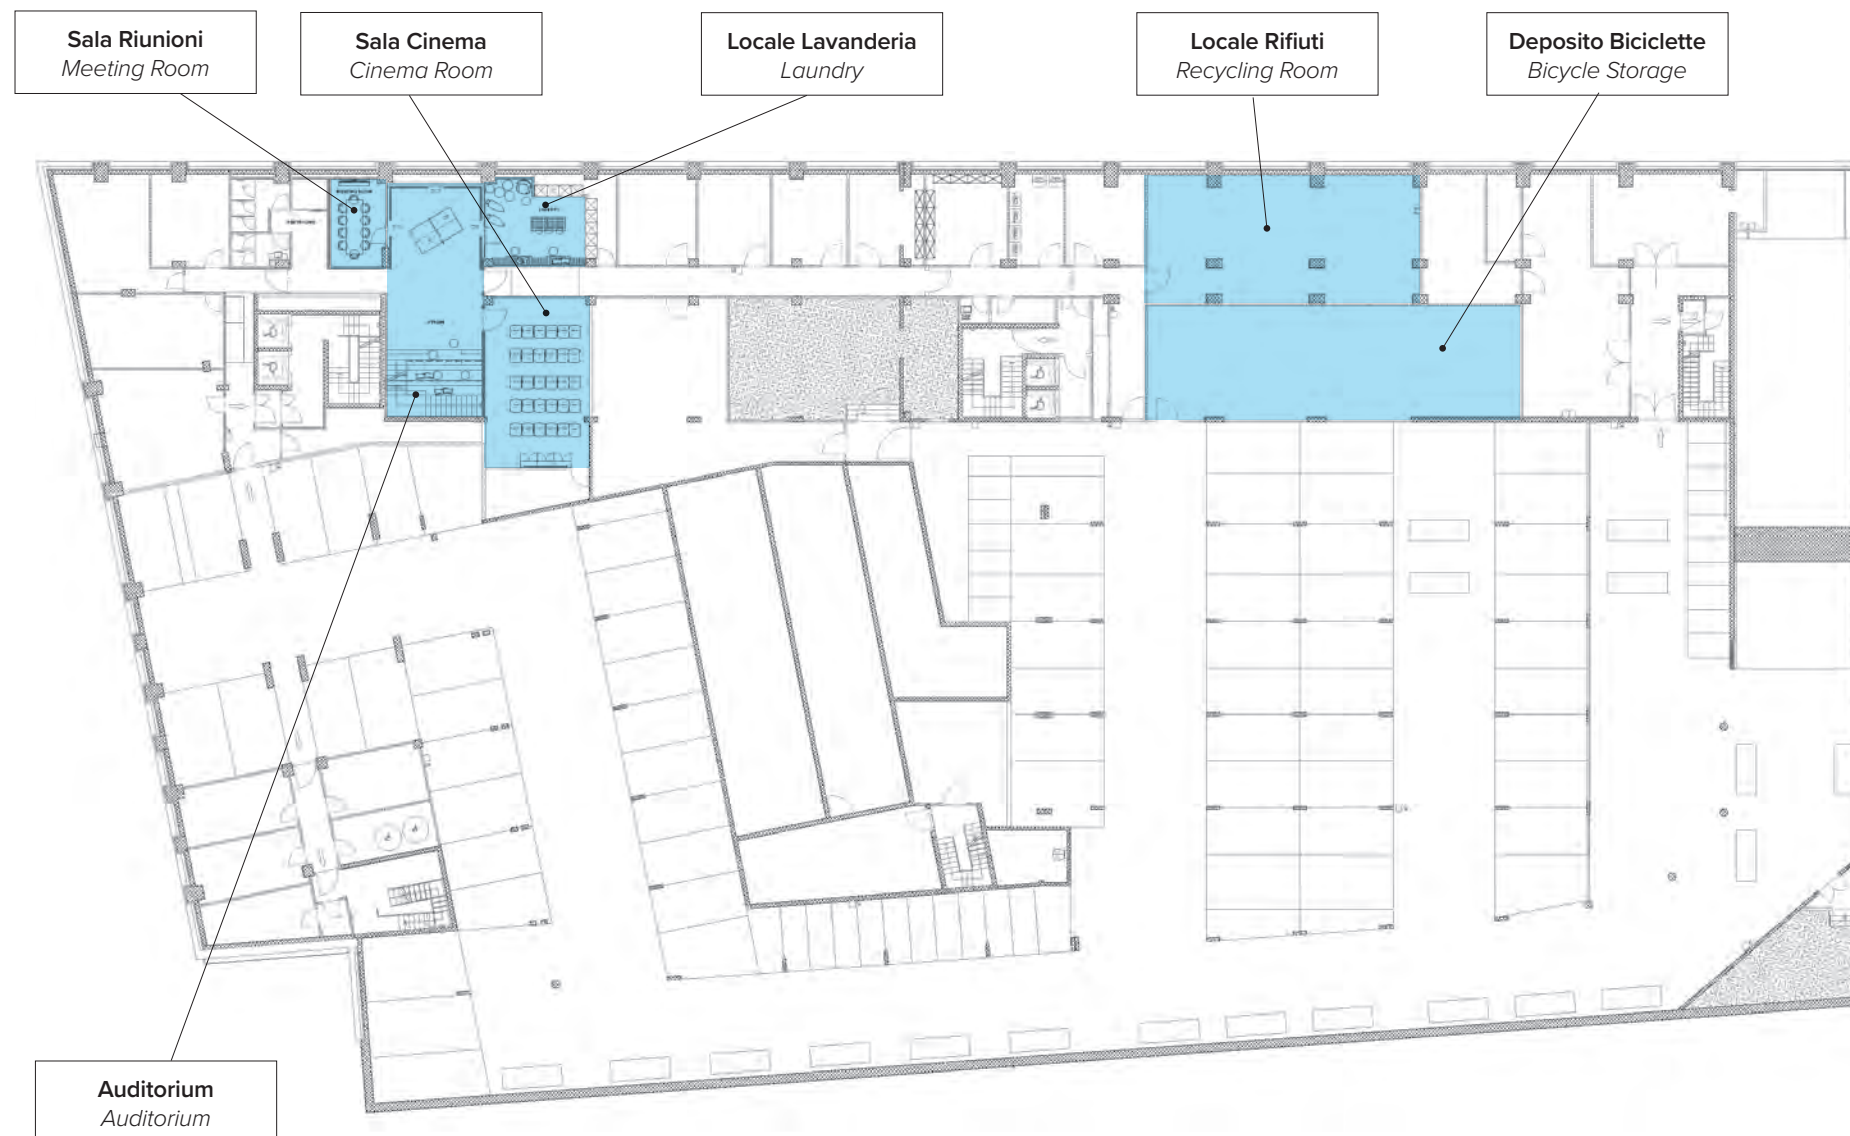 Sala Riunioni
Meeting Room
Sala Cinema
Cinema Room
Locale Lavanderia
Laundry
Locale Rifiuti
Recycling Room
Deposito Biciclette
Bicycle Storage
Auditorium
Auditorium